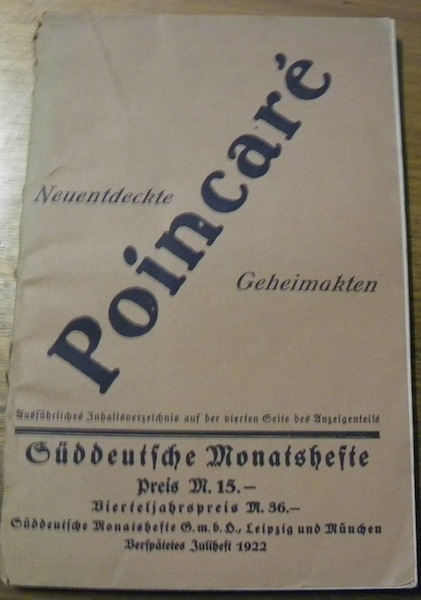 Poincaré
Neuentdeckte
Geheimakten
Ausführliches Inhaltsverzeichnis auf der vierten Seite des Anzeigenteils
Süddeutsche Monatshefte
Preis M. 15.—
Vierteljahrspreis M. 36.—
Süddeutsche Monatshefte G. m. b. H., Leipzig und München
Verspätetes Juliheft 1922